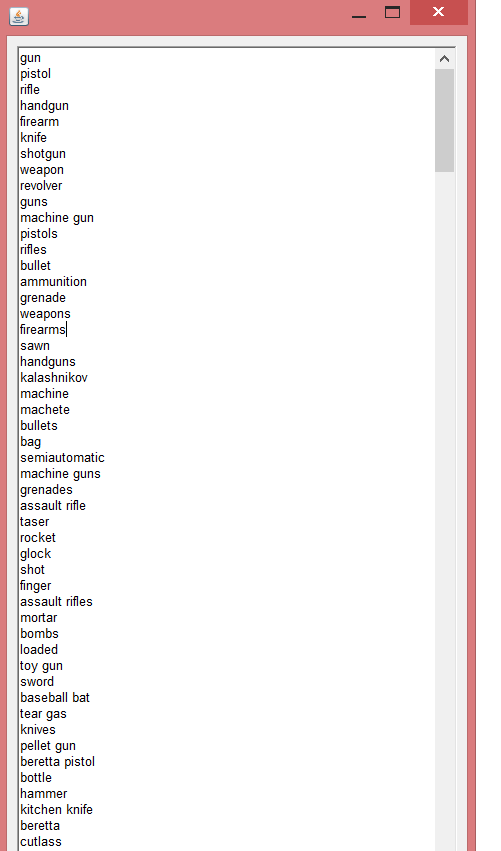 gun
pistol
rifle
handgun
firearm
knife
shotgun
weapon
revolver
guns
machine gun
pistols
rifles
bullet
ammunition
grenade
weapons
firearms
sawn
handguns
kalashnikov
machine
machete
bullets
bag
semiautomatic
machine guns
grenades
assault rifle
taser
rocket
glock
shot
finger
assault rifles
mortar
bombs
loaded
toy gun
sword
baseball bat
tear gas
knives
pellet gun
beretta pistol
bottle
hammer
kitchen knife
beretta
cutlass